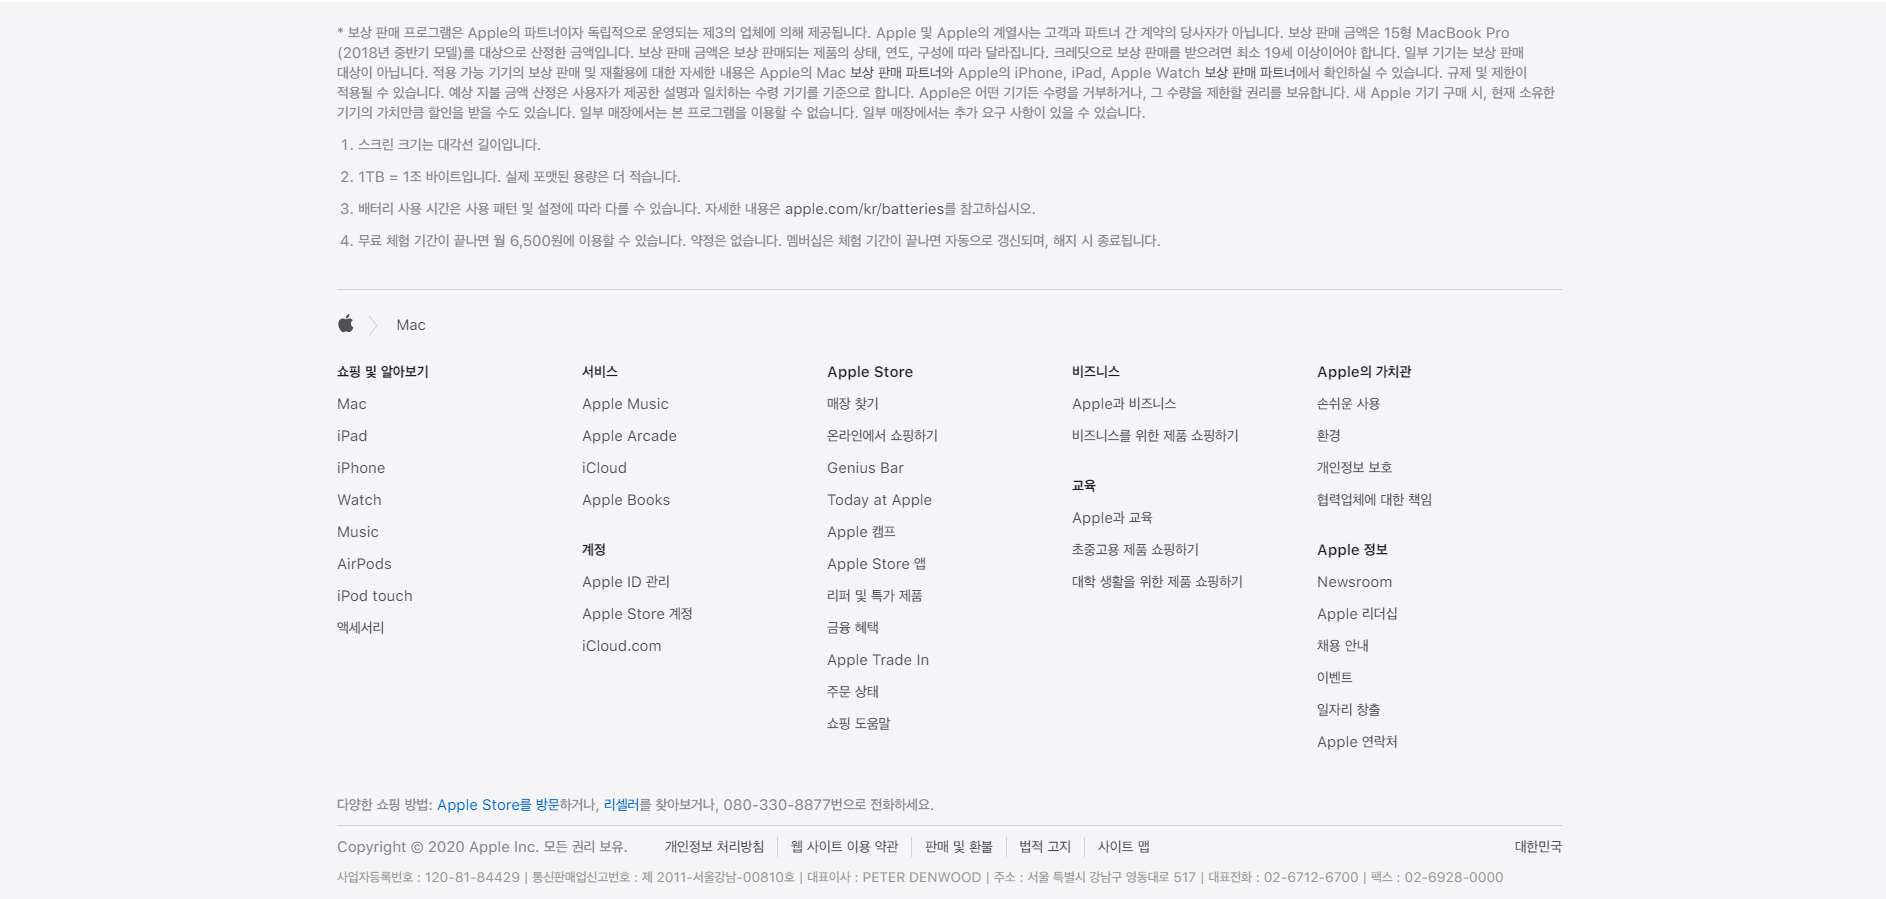 * 보상 판매 프로그램은 Apple의 파트너이자 독립적으로 운영되는 제3의 업체에 의해 제공됩니다. Apple 및 Apple의 계열사는 고객과 파트너 간 계약의 당사자가 아닙니다. 보상 판매 금액은 15형 MacBook Pro
(2018년 중반기 모델)를 대상으로 산정한 금액입니다. 보상 판매 금액은 보상 판매되는 제품의 상태, 연도, 구성에 따라 달라집니다. 크레딧으로 보상 판매를 받으려면 최소 19세 이상이어야 합니다. 일부 기기는 보상 판매
대상이 아닙니다. 적용 가능 기기의 보상 판매 및 재활용에 대한 자세한 내용은 Apple의 Mac 보상 판매 파트너와 Apple의 iPhone, iPad, Apple Watch 보상 판매 파트너에서 확인하실 수 있습니다. 규제 및 제한이
적용될 수 있습니다. 예상 지불 금액 산정은 사용자가 제공한 설명과 일치하는 수령 기기를 기준으로 합니다. Apple은 어떤 기기든 수령을 거부하거나, 그 수량을 제한할 권리를 보유합니다. 새 Apple 기기 구매 시, 현재 소유한
기기의 가치만큼 할인을 받을 수도 있습니다. 일부 매장에서는 본 프로그램을 이용할 수 없습니다. 일부 매장에서는 추가 요구 사항이 있을 수 있습니다.
1. 스크린 크기는 대각선 길이입니다.
2. 1TB = 1조 바이트입니다. 실제 포맷된 용량은 더 적습니다.
3. 배터리 사용 시간은 사용 패턴 및 설정에 따라 다를 수 있습니다. 자세한 내용은 apple.com/kr/batteries를 참고하십시오.
4. 무료 체험 기간이 끝나면 월 6,500원에 이용할 수 있습니다. 약정은 없습니다. 멤버십은 체험 기간이 끝나면 자동으로 갱신되며, 해지 시 종료됩니다.
Mac
쇼핑 및 알아보기
Mac
iPad
iPhone
Watch
Music
AirPods
iPod touch
액세서리
서비스
Apple Music
Apple Arcade
iCloud
Apple Books
계정
Apple ID 관리
Apple Store 계정
iCloud.com
Apple Store
매장 찾기
온라인에서 쇼핑하기
Genius Bar
Today at Apple
Apple 캠프
Apple Store 앱
리퍼 및 특가 제품
금융 혜택
Apple Trade In
주문 상태
쇼핑 도움말
비즈니스
Apple과 비즈니스
비즈니스를 위한 제품 쇼핑하기
교육
Apple과 교육
초중고용 제품 쇼핑하기
대학 생활을 위한 제품 쇼핑하기
Apple의 가치관
손쉬운 사용
환경
개인정보 보호
협력업체에 대한 책임
Apple 정보
Newsroom
Apple 리더십
채용 안내
이벤트
일자리 창출
Apple 연락처
다양한 쇼핑 방법: Apple Store를 방문하거나, 리셀러를 찾아보거나, 080-330-8877번으로 전화하세요.
Copyright © 2020 Apple Inc. 모든 권리 보유. 개인정보 처리방침 | 웹 사이트 이용 약관 | 판매 및 환불 | 법적 고지 | 사이트 맵 대한민국
사업자등록번호 : 120-81-84429 | 통신판매업신고번호 : 제 2011-서울강남-00810호 | 대표이사 : PETER DENWOOD | 주소 : 서울 특별시 강남구 영동대로 517 | 대표전화 : 02-6712-6700 | 팩스 : 02-6928-0000